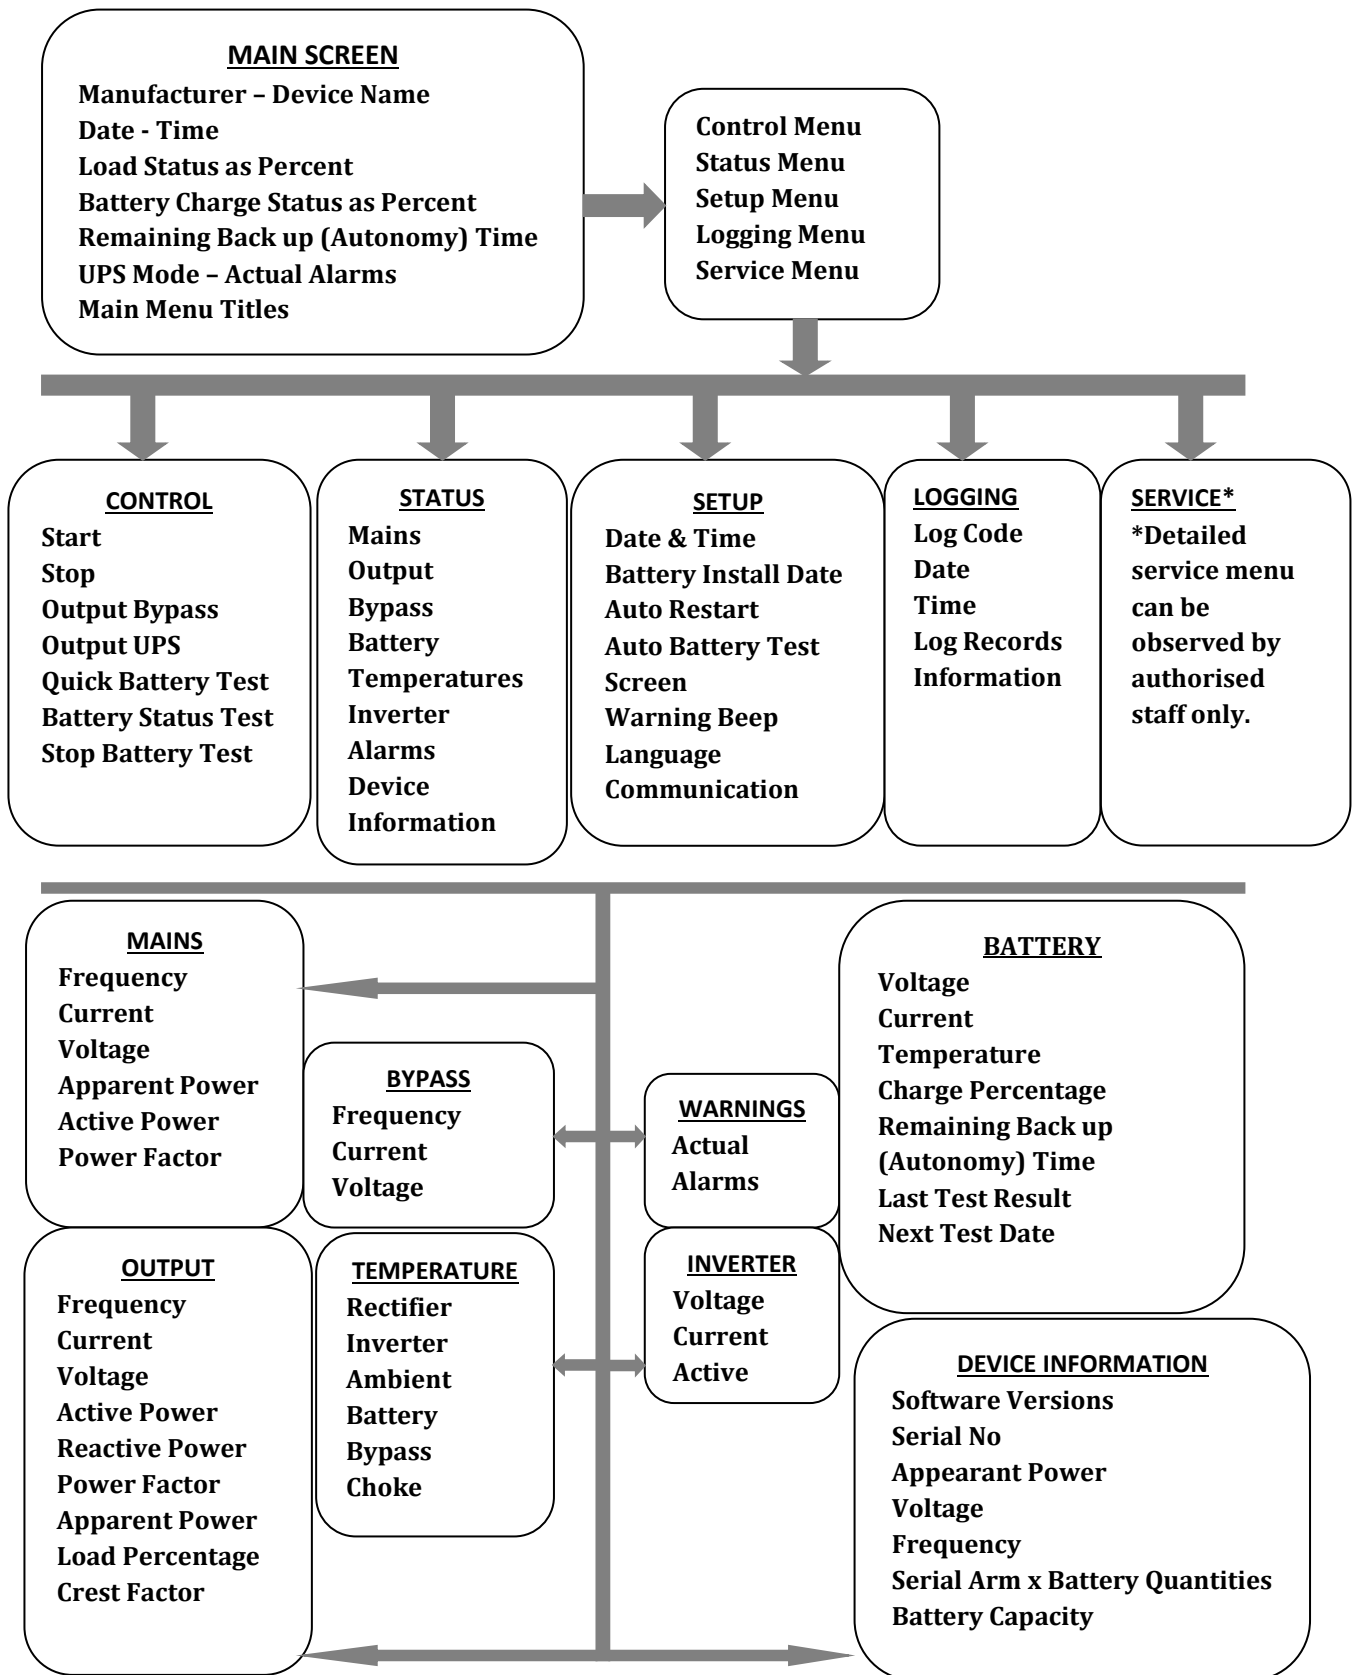 MAIN SCREEN
Manufacturer – Device Name
Date - Time
Load Status as Percent
Battery Charge Status as Percent
Remaining Back up (Autonomy) Time
UPS Mode – Actual Alarms
Main Menu Titles
Control Menu
Status Menu
Setup Menu
Logging Menu
Service Menu
CONTROL
Start
Stop
Output Bypass
Output UPS
Quick Battery Test
Battery Status Test
Stop Battery Test
STATUS
Mains
Output
Bypass
Battery
Temperatures
Inverter
Alarms
Device
Information
SETUP
Date & Time
Battery Install Date
Auto Restart
Auto Battery Test
Screen
Warning Beep
Language
Communication
LOGGING
Log Code
Date
Time
Log Records
Information
SERVICE*
*Detailed
service menu
can be
observed by
authorised
staff only.
MAINS
Frequency
Current
Voltage
Apparent Power
Active Power
Power Factor
BYPASS
Frequency
Current
Voltage
WARNINGS
Actual
Alarms
BATTERY
Voltage
Current
Temperature
Charge Percentage
Remaining Back up
(Autonomy) Time
Last Test Result
Next Test Date
OUTPUT
Frequency
Current
Voltage
Active Power
Reactive Power
Power Factor
Apparent Power
Load Percentage
Crest Factor
TEMPERATURE
Rectifier
Inverter
Ambient
Battery
Bypass
Choke
INVERTER
Voltage
Current
Active
DEVICE INFORMATION
Software Versions
Serial No
Appearant Power
Voltage
Frequency
Serial Arm x Battery Quantities
Battery Capacity